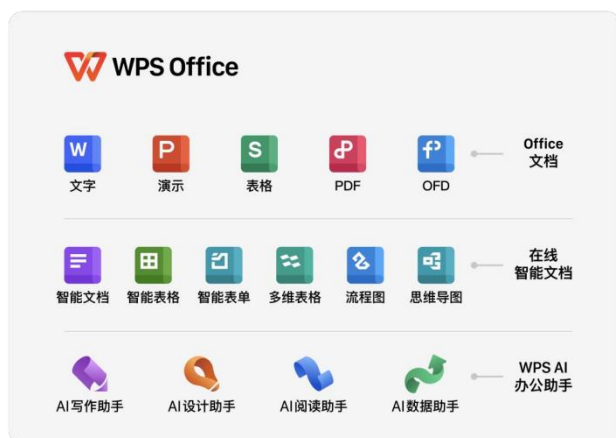 WPS Office
W
P
S
文字
演示
表格
PDF
OFD
Office
文档
智能文档
智能表格
智能表单
多维表格
流程图
思维导图
在线
智能文档
AI写作助手
AI设计助手
AI阅读助手
AI数据助手
WPS AI
办公助手